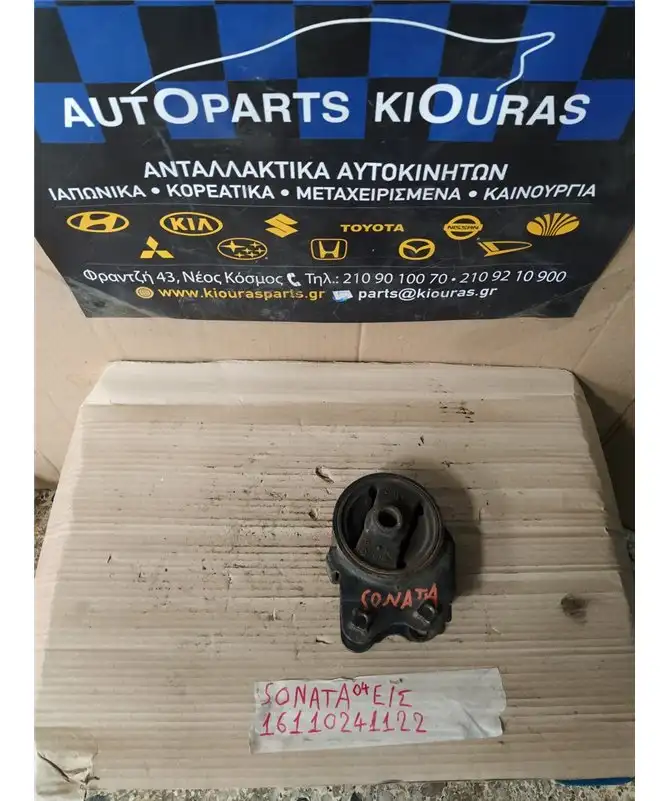 AUTOPARTS KIOURAS
ΑΝΤΑΛΛΑΚΤΙΚΑ ΑΥΤΟΚΙΝΗΤΩΝ
ΙΑΠΩΝΙΚΑ • ΚΟΡΕΑΤΙΚΑ • ΜΕΤΑΧΕΙΡΙΣΜΕΝΑ • ΚΑΙΝΟΥΡΓΙΑ
KIA TOYOTA NISSAN
Φραντζή 43, Νέος Κόσμος Τηλ.: 210 90 100 70 • 210 92 10 900
www.kiourasparts.gr parts@kiouras.gr
SONATA
SONATA 04 Ε/Σ
16110241122